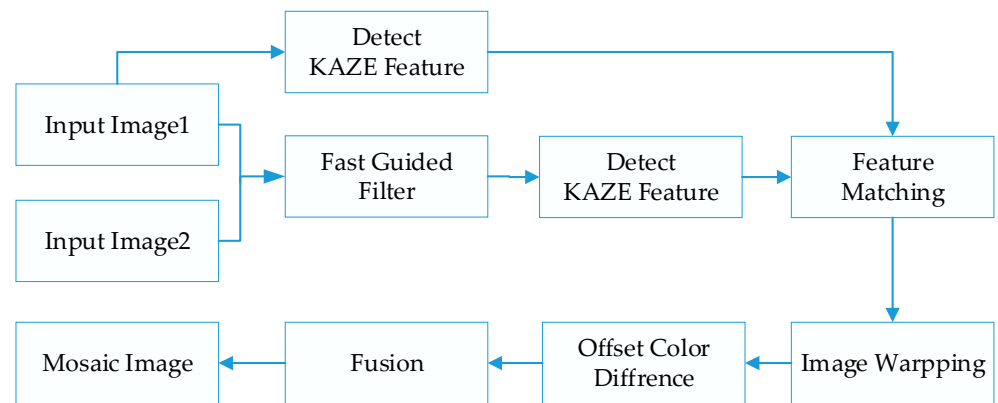 Detect
KAZE Feature
Input Image1
Fast Guided
Filter
Detect
KAZE Feature
Feature
Matching
Input Image2
Mosaic Image
Fusion
Offset Color
Diffrence
Image Warpping